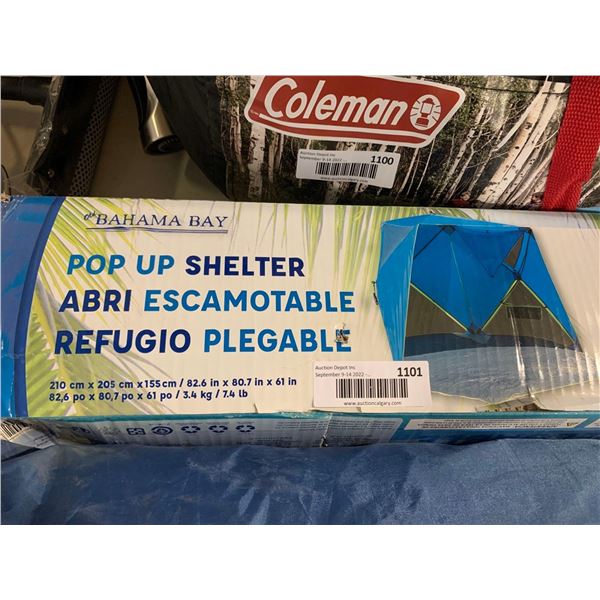 Coleman
Auction Depot Inc
September 9-14 2022 -...
1100
www.auctioncalgary.com
BAHAMA BAY
POP UP SHELTER
ABRI ESCAMOTABLE
REFUGIO PLEGABLE
210 cm x 205 cm x 155 cm / 82.6 in x 80.7 in x 61 in
82,6 po x 80,7 po x 61 po / 3.4 kg / 7.4 lb
Auction Depot Inc
September 9-14 2022 -...
1101
www.auctioncalgary.com